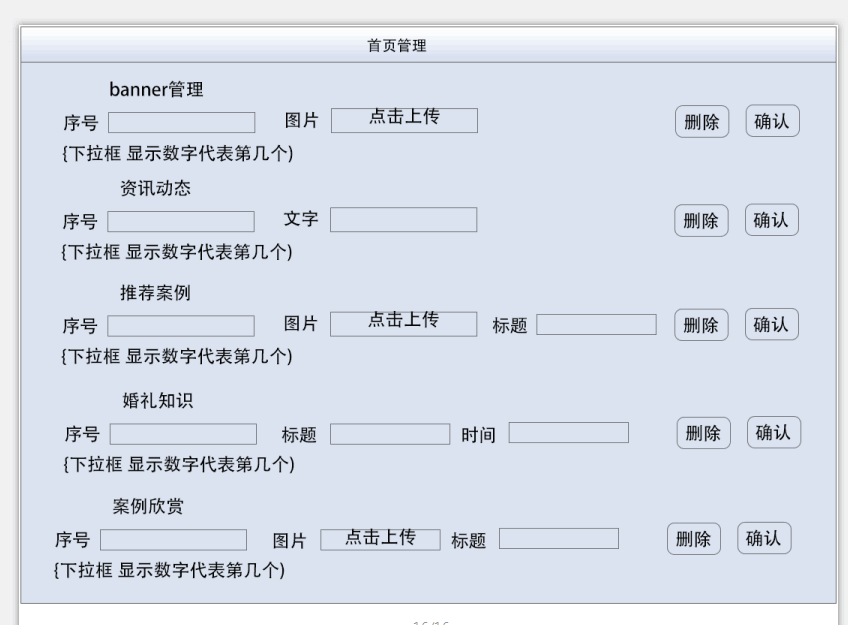 首页管理
banner管理
序号 图片 点击上传 删除 确认
{下拉框 显示数字代表第几个)
资讯动态
序号 文字 删除 确认
{下拉框 显示数字代表第几个)
推荐案例
序号 图片 点击上传 标题 删除 确认
{下拉框 显示数字代表第几个)
婚礼知识
序号 标题 时间 删除 确认
{下拉框 显示数字代表第几个)
案例欣赏
序号 图片 点击上传 标题 删除 确认
{下拉框 显示数字代表第几个)